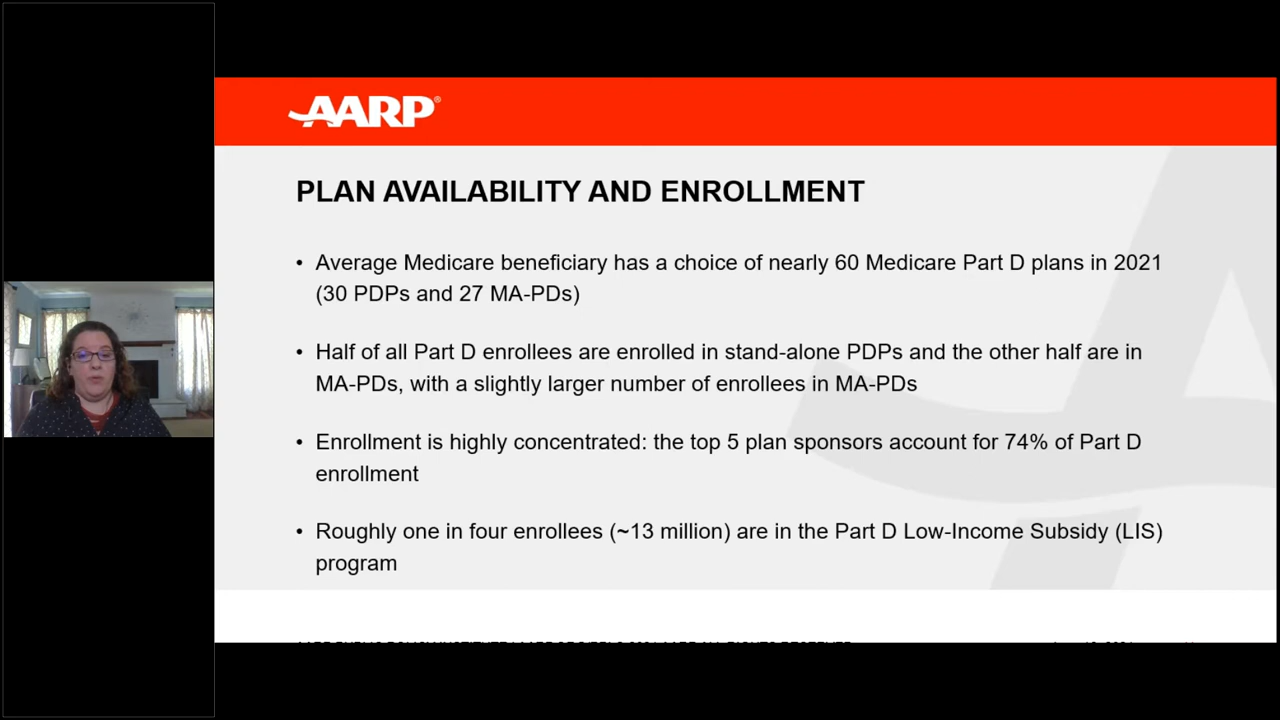 AARP®
PLAN AVAILABILITY AND ENROLLMENT
• Average Medicare beneficiary has a choice of nearly 60 Medicare Part D plans in 2021
(30 PDPs and 27 MA-PDs)
• Half of all Part D enrollees are enrolled in stand-alone PDPs and the other half are in
MA-PDs, with a slightly larger number of enrollees in MA-PDs
• Enrollment is highly concentrated: the top 5 plan sponsors account for 74% of Part D
enrollment
• Roughly one in four enrollees (~13 million) are in the Part D Low-Income Subsidy (LIS)
program